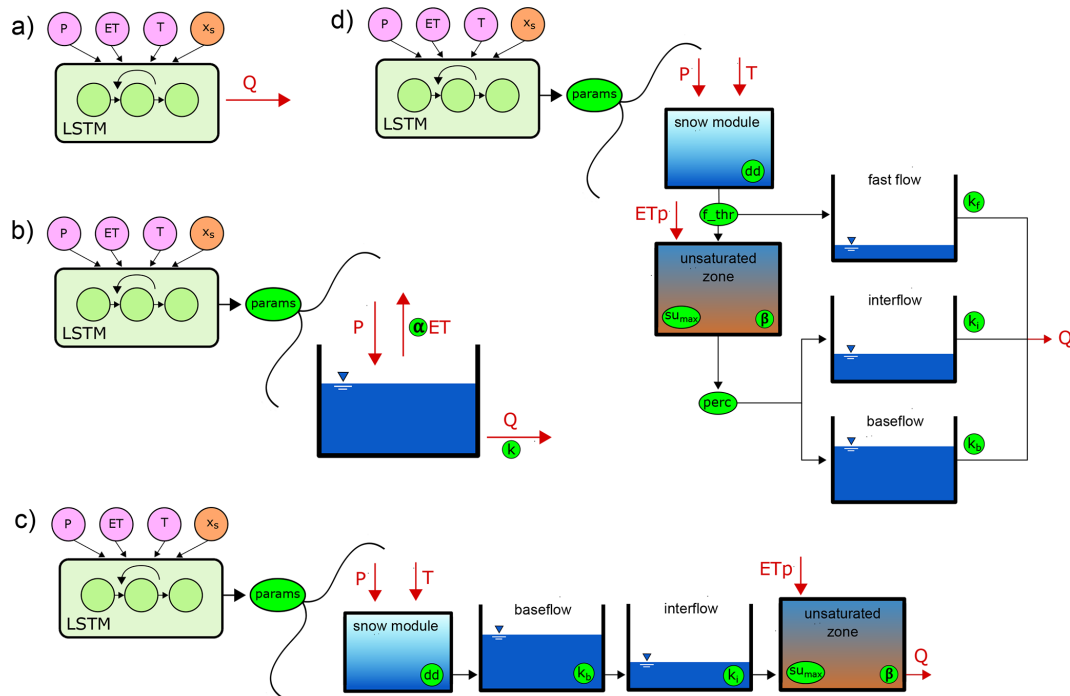 a)
P ET T xs
LSTM
Q
b)
P ET T xs
LSTM
params
P
α ET
Q
k
c)
P ET T xs
LSTM
params
P T
snow module
dd
baseflow
kb
interflow
ki
ETp
unsaturated
zone
sumax
β
Q
d)
P ET T xs
LSTM
params
P T
snow module
dd
f_thr
ETp
unsaturated
zone
sumax
β
perc
fast flow
kf
interflow
ki
baseflow
kb
Q